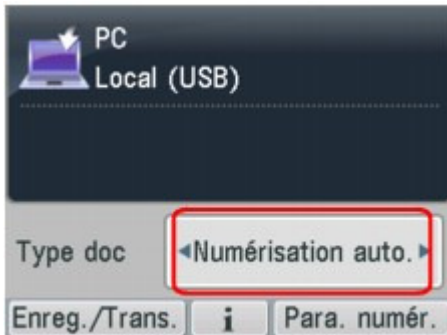 PC
Local (USB)
Type doc
Numérisation auto.
Enreg./Trans.
i
Para. numér.